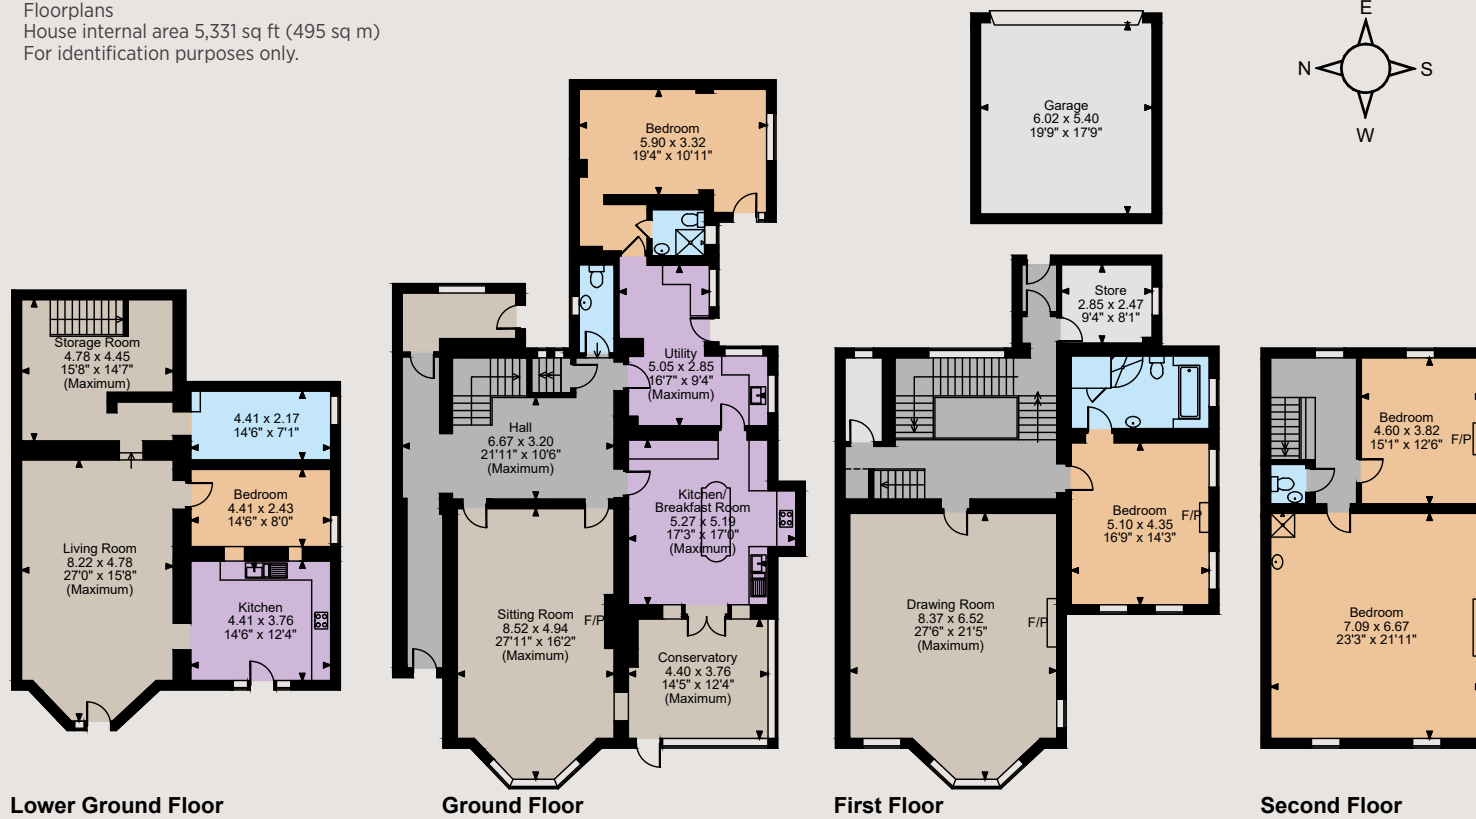 Floorplans
House internal area 5,331 sq ft (495 sq m)
For identification purposes only.
E
N
S
W
Garage
6.02 x 5.40
19'9" x 17'9"
Storage Room
4.78 x 4.45
15'8" x 14'7"
(Maximum)
4.41 x 2.17
14'6" x 7'1"
Bedroom
4.41 x 2.43
14'6" x 8'0"
Living Room
8.22 x 4.78
27'0" x 15'8"
(Maximum)
Kitchen
4.41 x 3.76
14'6" x 12'4"
Lower Ground Floor
Bedroom
5.90 x 3.32
19'4" x 10'11"
Utility
5.05 x 2.85
16'7" x 9'4"
(Maximum)
Hall
6.67 x 3.20
21'11" x 10'6"
(Maximum)
Kitchen/
Breakfast Room
5.27 x 5.19
17'3" x 17'0"
(Maximum)
Sitting Room
8.52 x 4.94
27'11" x 16'2"
(Maximum)
F/P
Conservatory
4.40 x 3.76
14'5" x 12'4"
(Maximum)
Ground Floor
Store
2.85 x 2.47
9'4" x 8'1"
Bedroom
5.10 x 4.35
16'9" x 14'3"
F/P
Drawing Room
8.37 x 6.52
27'6" x 21'5"
(Maximum)
F/P
First Floor
Bedroom
4.60 x 3.82
15'1" x 12'6"
F/P
Bedroom
7.09 x 6.67
23'3" x 21'11"
Second Floor